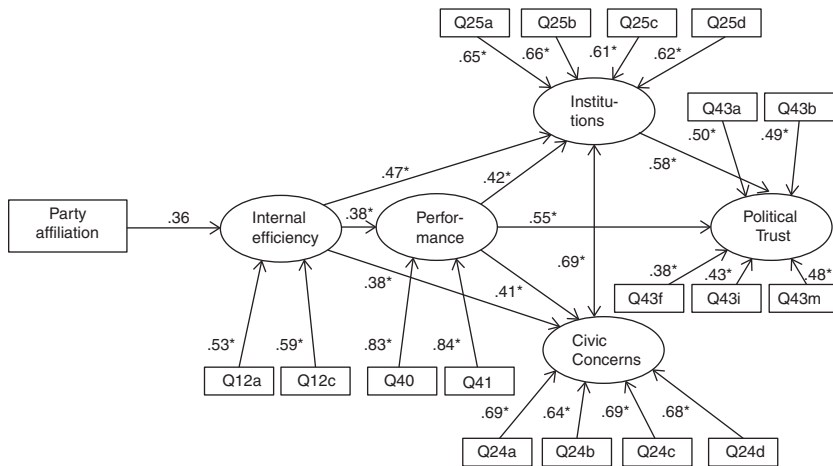 Q25a Q25b Q25c Q25d
.65* .66* .61* .62*
Institu-
tions
Q43a Q43b
.50* .49*
.47* .42* .58*
Party
affiliation
.36
Internal
efficiency
.38*
Perfor-
mance
.55*
Political
Trust
.69*
.38* .41*
.38* .43* .48*
Q43f Q43i Q43m
.53* .59* .83* .84*
Civic
Concerns
Q12a Q12c Q40 Q41
.69* .64* .69* .68*
Q24a Q24b Q24c Q24d